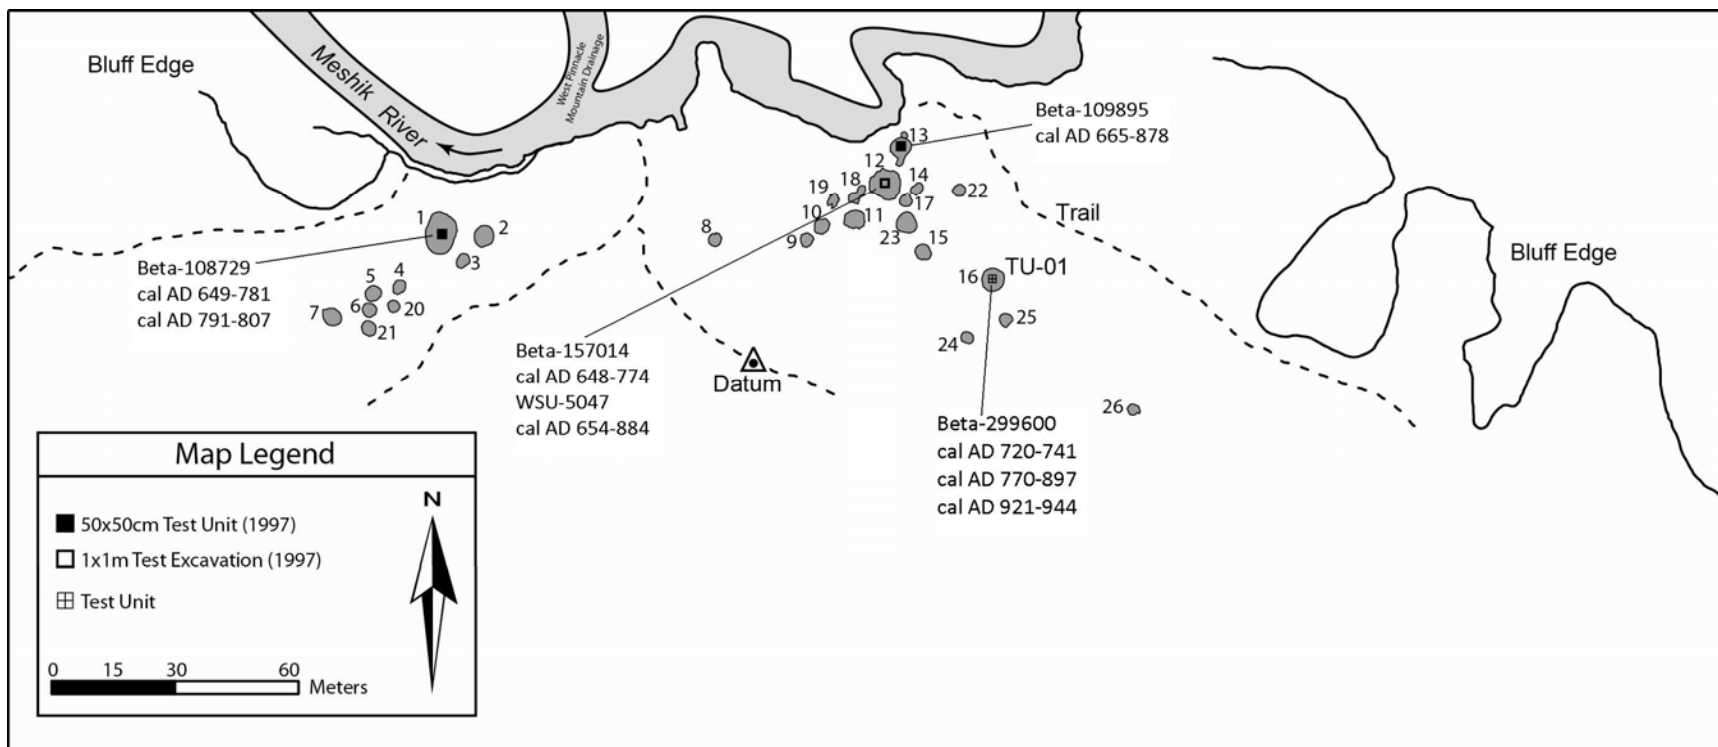 Bluff Edge
Meshik River
West Pinnacle
Mountain Drainage
Beta-109895
cal AD 665-878
13
12
14
22
18
19
17
10
11
23
15
8
9
Trail
Bluff Edge
1
2
3
Beta-108729
cal AD 649-781
cal AD 791-807
5
4
6
20
7
21
16
TU-01
25
24
26
Beta-157014
cal AD 648-774
WSU-5047
cal AD 654-884
Datum
Beta-299600
cal AD 720-741
cal AD 770-897
cal AD 921-944
Map Legend
50x50cm Test Unit (1997)
1x1m Test Excavation (1997)
Test Unit
N
0 15 30 60
Meters